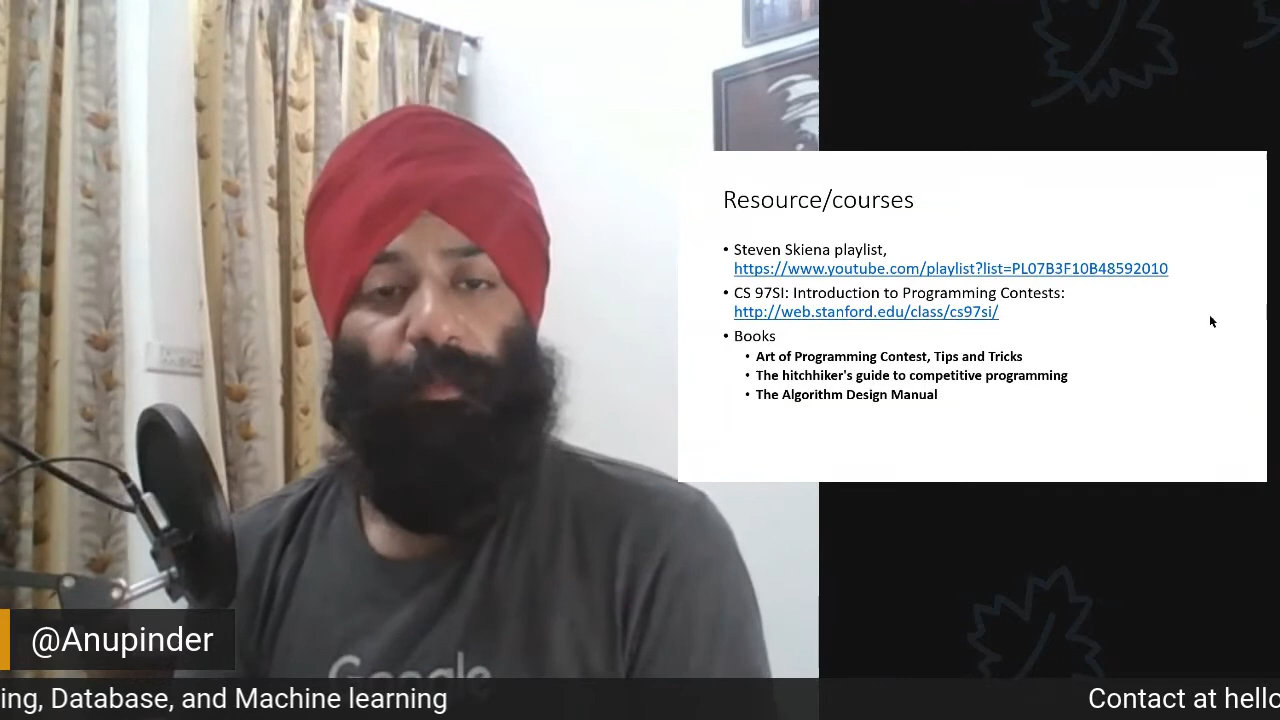 Resource/courses
• Steven Skiena playlist,
https://www.youtube.com/playlist?list=PL07B3F10B48592010
• CS 97SI: Introduction to Programming Contests:
http://web.stanford.edu/class/cs97si/
• Books
• Art of Programming Contest, Tips and Tricks
• The hitchhiker's guide to competitive programming
• The Algorithm Design Manual
Google
@Anupinder
ing, Database, and Machine learning
Contact at hello